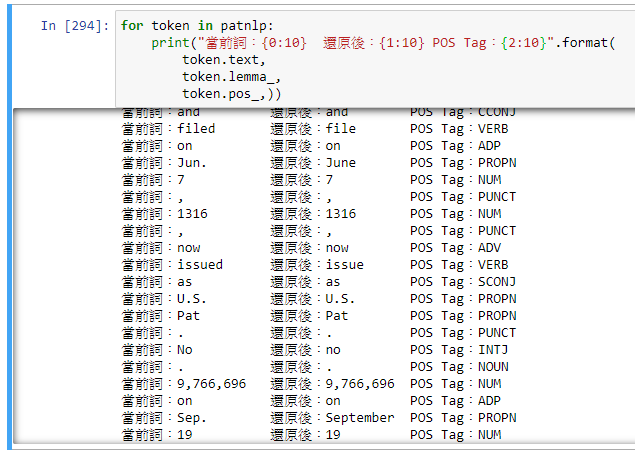 In [294]: for token in patnlp:
print("當前詞：{0:10}  還原後：{1:10} POS Tag：{2:10}".format(
token.text,
token.lemma_,
token.pos_,))
當前詞：and 還原後：and POS Tag：CCONJ
當前詞：filed 還原後：file POS Tag：VERB
當前詞：on 還原後：on POS Tag：ADP
當前詞：Jun. 還原後：June POS Tag：PROPN
當前詞：7 還原後：7 POS Tag：NUM
當前詞：, 還原後：, POS Tag：PUNCT
當前詞：1316 還原後：1316 POS Tag：NUM
當前詞：, 還原後：, POS Tag：PUNCT
當前詞：now 還原後：now POS Tag：ADV
當前詞：issued 還原後：issue POS Tag：VERB
當前詞：as 還原後：as POS Tag：SCONJ
當前詞：U.S. 還原後：U.S. POS Tag：PROPN
當前詞：Pat 還原後：Pat POS Tag：PROPN
當前詞：. 還原後：. POS Tag：PUNCT
當前詞：No 還原後：no POS Tag：INTJ
當前詞：. 還原後：. POS Tag：NOUN
當前詞：9,766,696 還原後：9,766,696 POS Tag：NUM
當前詞：on 還原後：on POS Tag：ADP
當前詞：Sep. 還原後：September POS Tag：PROPN
當前詞：19 還原後：19 POS Tag：NUM